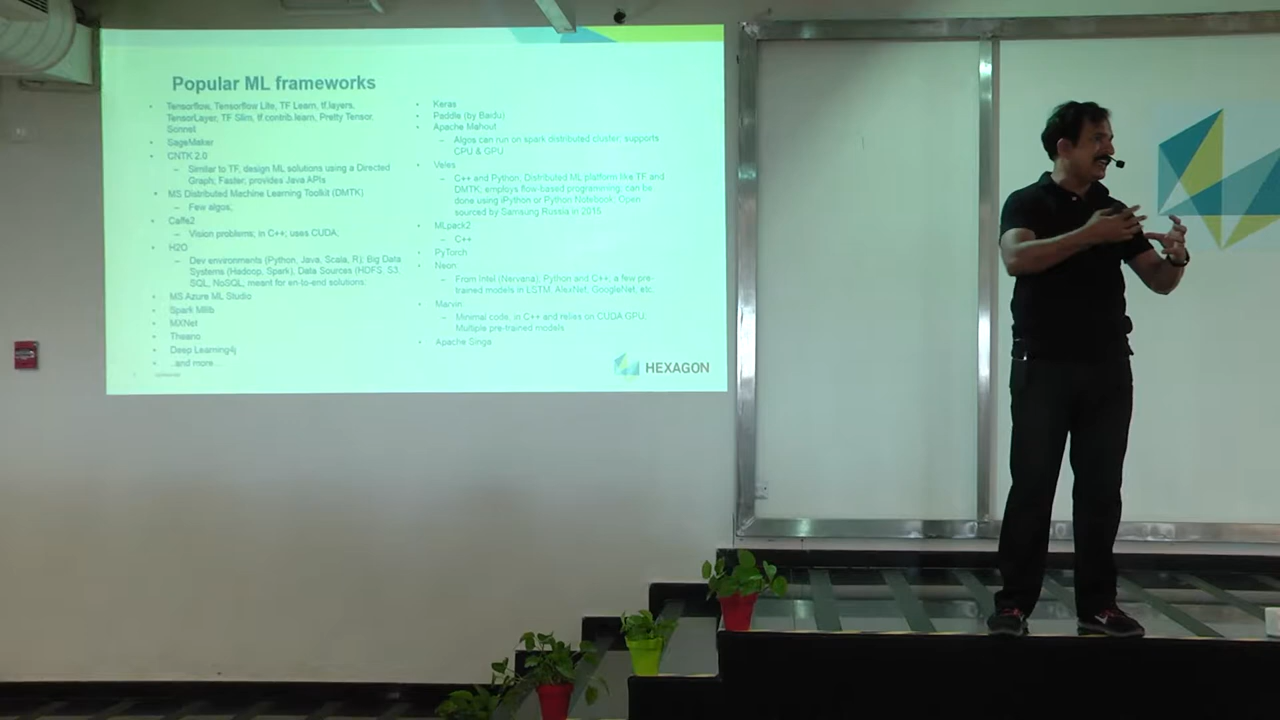 Popular ML frameworks
Tensorflow, Tensorflow Lite, TF Learn, tf.layers,
TensorLayer, TF Slim, tf.contrib.learn, Pretty Tensor,
Sonnet
SageMaker
CNTK 2.0
– Similar to TF, design ML solutions using a Directed
Graph; Faster; provides Java APIs
MS Distributed Machine Learning Toolkit (DMTK)
– Few algos;
Caffe2
– Vision problems; in C++, uses CUDA,
H2O
– Dev environments (Python, Java, Scala, R); Big Data
Systems (Hadoop, Spark), Data Sources (HDFS, S3,
SQL, NoSQL, meant for en-to-end solutions.
MS Azure ML Studio
Spark Mllib
MXNet
Theano
Deep Learning4j
..and more…
Keras
Paddle (by Baidu)
Apache Mahout
– Algos can run on spark distributed cluster; supports
CPU & GPU
Veles
– C++ and Python, Distributed ML platform like TF and
DMTK, employs flow-based programming, can be
done using iPython or Python Notebook, Open
sourced by Samsung Russia in 2015
MLpack2
– C++
PyTorch
Neon
– From Intel (Nervana); Python and C++; a few pre-
trained models in LSTM, AlexNet, GoogleNet, etc
Marvin
– Minimal code, in C++ and relies on CUDA GPU;
Multiple pre-trained models
Apache Singa
HEXAGON